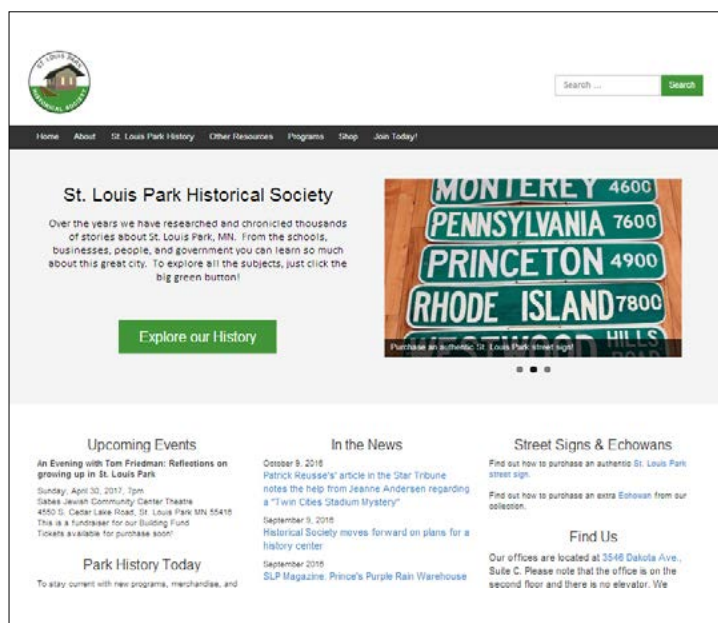 ST. LOUIS PARK
HISTORICAL SOCIETY
Search ...
Search
Home About St. Louis Park History Other Resources Programs Shop Join Today!
St. Louis Park Historical Society
Over the years we have researched and chronicled thousands
of stories about St. Louis Park, MN. From the schools,
businesses, people, and government you can learn so much
about this great city. To explore all the subjects, just click the
big green button!
Explore our History
MONTEREY 4600
PENNSYLVANIA 7600
PRINCETON 4900
RHODE ISLAND 7800
WESTWOOD HILLS
ROAD
Purchase an authentic St. Louis Park street sign!
Upcoming Events
An Evening with Tom Friedman: Reflections on
growing up in St. Louis Park
Sunday, April 30, 2017, 7pm
Sabes Jewish Community Center Theatre
4550 S. Cedar Lake Road, St. Louis Park MN 55416
This is a fundraiser for our Building Fund
Tickets available for purchase soon!
Park History Today
To stay current with new programs, merchandise, and
In the News
October 9, 2016
Patrick Reusse's' article in the Star Tribune
notes the help from Jeanne Andersen regarding
a "Twin Cities Stadium Mystery"
September 9, 2016
Historical Society moves forward on plans for a
history center
September 2016
SLP Magazine: Prince's Purple Rain Warehouse
Street Signs & Echowans
Find out how to purchase an authentic St. Louis Park
street sign.
Find out how to purchase an extra Echowan from our
collection.
Find Us
Our offices are located at 3546 Dakota Ave.,
Suite C. Please note that the office is on the
second floor and there is no elevator. We